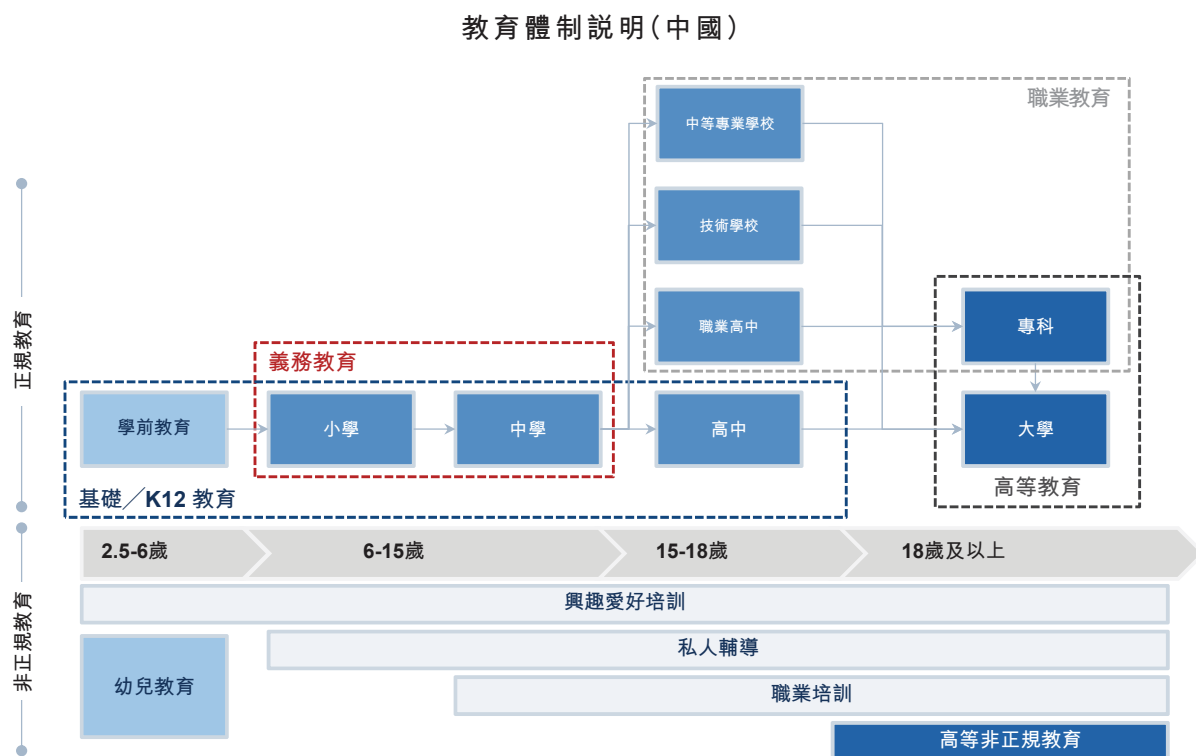 教育體制説明(中國)
職業教育
中等專業學校
技術學校
職業高中
專科
義務教育
學前教育
小學
中學
高中
大學
基礎／K12 教育
高等教育
正規教育
2.5-6歲
6-15歲
15-18歲
18歲及以上
非正規教育
興趣愛好培訓
私人輔導
幼兒教育
職業培訓
高等非正規教育